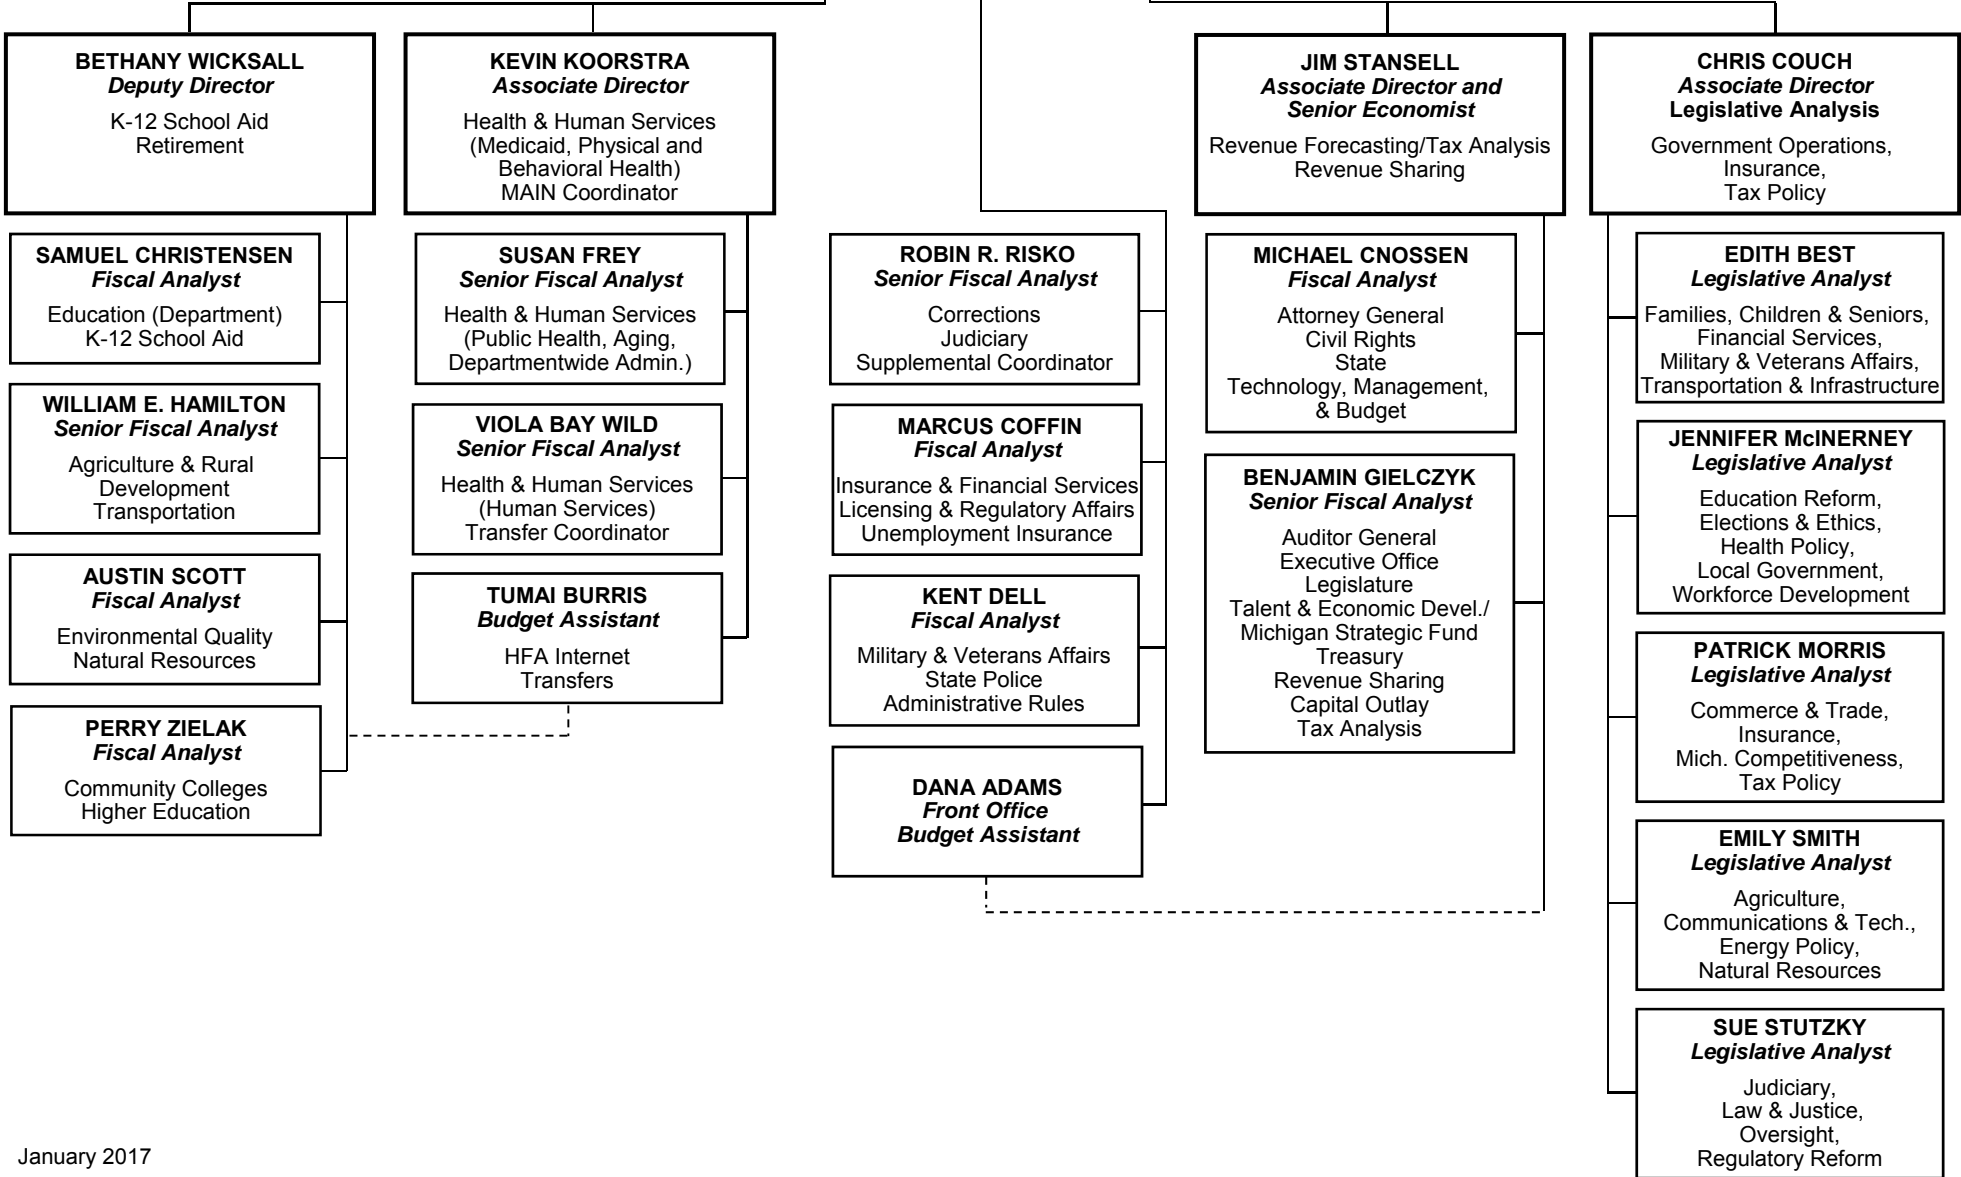 BETHANY WICKSALL
Deputy Director
K-12 School Aid
Retirement
KEVIN KOORSTRA
Associate Director
Health & Human Services
(Medicaid, Physical and
Behavioral Health)
MAIN Coordinator
JIM STANSELL
Associate Director and
Senior Economist
Revenue Forecasting/Tax Analysis
Revenue Sharing
CHRIS COUCH
Associate Director
Legislative Analysis
Government Operations,
Insurance,
Tax Policy
SAMUEL CHRISTENSEN
Fiscal Analyst
Education (Department)
K-12 School Aid
WILLIAM E. HAMILTON
Senior Fiscal Analyst
Agriculture & Rural
Development
Transportation
AUSTIN SCOTT
Fiscal Analyst
Environmental Quality
Natural Resources
PERRY ZIELAK
Fiscal Analyst
Community Colleges
Higher Education
SUSAN FREY
Senior Fiscal Analyst
Health & Human Services
(Public Health, Aging,
Departmentwide Admin.)
VIOLA BAY WILD
Senior Fiscal Analyst
Health & Human Services
(Human Services)
Transfer Coordinator
TUMAI BURRIS
Budget Assistant
HFA Internet
Transfers
ROBIN R. RISKO
Senior Fiscal Analyst
Corrections
Judiciary
Supplemental Coordinator
MARCUS COFFIN
Fiscal Analyst
Insurance & Financial Services
Licensing & Regulatory Affairs
Unemployment Insurance
KENT DELL
Fiscal Analyst
Military & Veterans Affairs
State Police
Administrative Rules
DANA ADAMS
Front Office
Budget Assistant
MICHAEL CNOSSEN
Fiscal Analyst
Attorney General
Civil Rights
State
Technology, Management,
& Budget
BENJAMIN GIELCZYK
Senior Fiscal Analyst
Auditor General
Executive Office
Legislature
Talent & Economic Devel./
Michigan Strategic Fund
Treasury
Revenue Sharing
Capital Outlay
Tax Analysis
EDITH BEST
Legislative Analyst
Families, Children & Seniors,
Financial Services,
Military & Veterans Affairs,
Transportation & Infrastructure
JENNIFER McINERNEY
Legislative Analyst
Education Reform,
Elections & Ethics,
Health Policy,
Local Government,
Workforce Development
PATRICK MORRIS
Legislative Analyst
Commerce & Trade,
Insurance,
Mich. Competitiveness,
Tax Policy
EMILY SMITH
Legislative Analyst
Agriculture,
Communications & Tech.,
Energy Policy,
Natural Resources
SUE STUTZKY
Legislative Analyst
Judiciary,
Law & Justice,
Oversight,
Regulatory Reform
January 2017